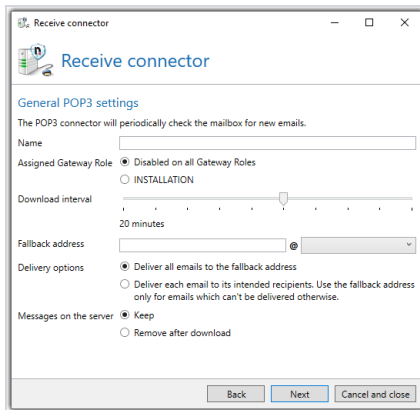 Receive connector
Receive connector
General POP3 settings
The POP3 connector will periodically check the mailbox for new emails.
Name
Assigned Gateway Role Disabled on all Gateway Roles
INSTALLATION
Download interval
20 minutes
Fallback address @
Delivery options Deliver all emails to the fallback address
Deliver each email to its intended recipients. Use the fallback address
only for emails which can't be delivered otherwise.
Messages on the server Keep
Remove after download
Back Next Cancel and close